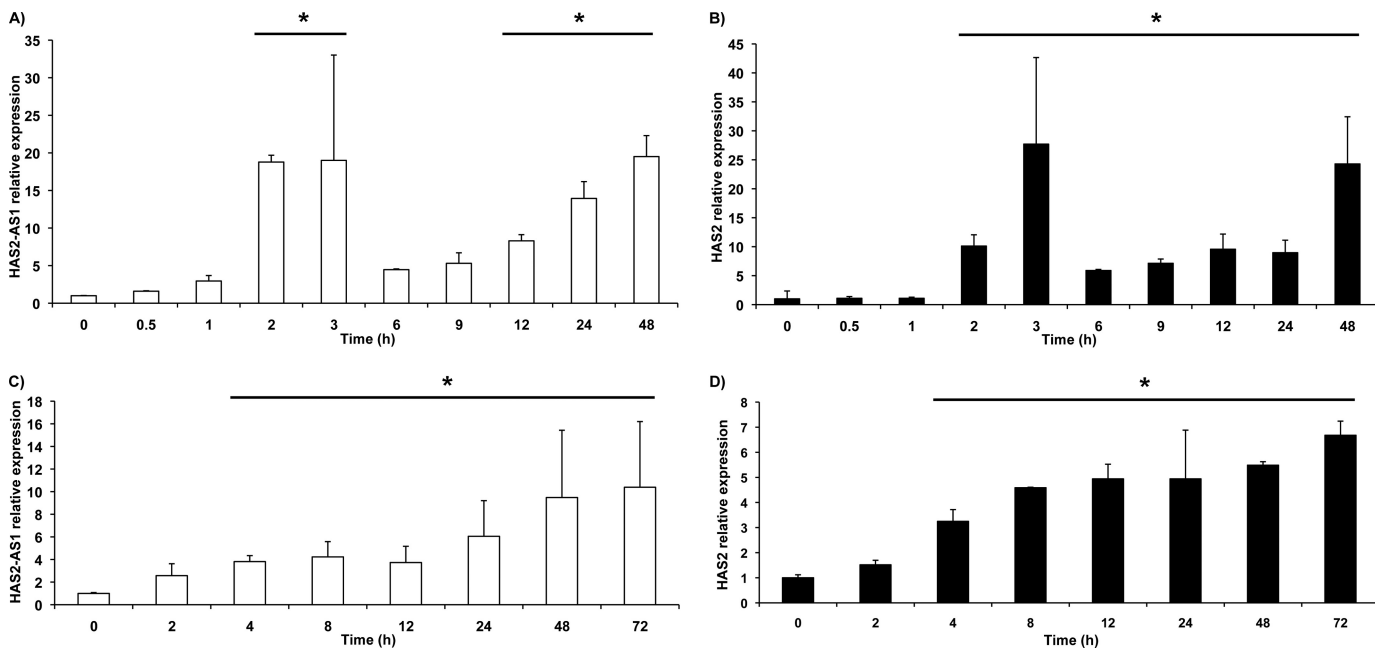 A)
*
*
HAS2-AS1 relative expression
35
30
25
20
15
10
5
0
0 0.5 1 2 3 6 9 12 24 48
Time (h)
B)
*
HAS2 relative expression
45
40
35
30
25
20
15
10
5
0
0 0.5 1 2 3 6 9 12 24 48
Time (h)
C)
*
HAS2-AS1 relative expression
18
16
14
12
10
8
6
4
2
0
0 2 4 8 12 24 48 72
Time (h)
D)
*
HAS2 relative expression
8
7
6
5
4
3
2
1
0
0 2 4 8 12 24 48 72
Time (h)